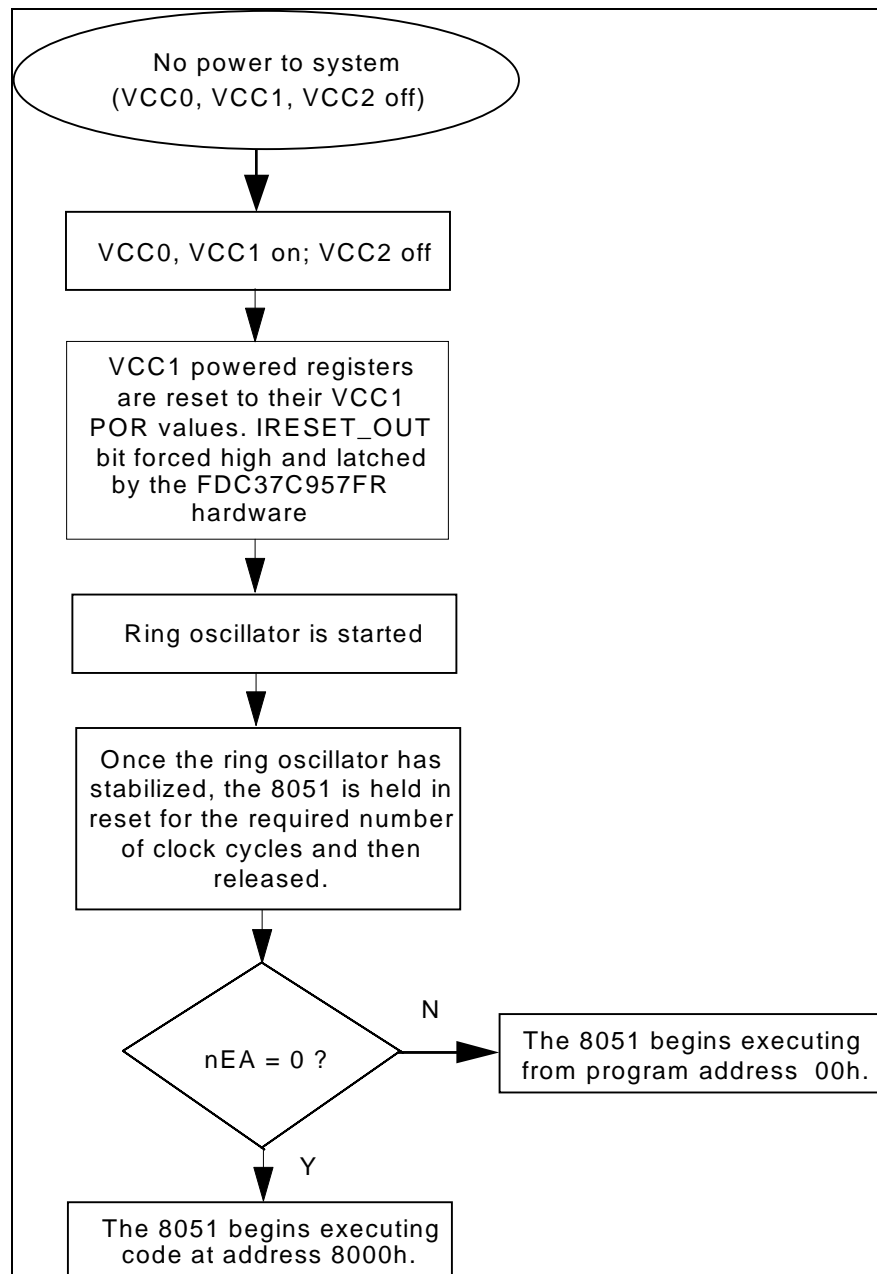 No power to system
(VCC0, VCC1, VCC2 off)
VCC0, VCC1 on; VCC2 off
VCC1 powered registers
are reset to their VCC1
POR values. IRESET_OUT
bit forced high and latched
by the FDC37C957FR
hardware
Ring oscillator is started
Once the ring oscillator has
stabilized, the 8051 is held in
reset for the required number
of clock cycles and then
released.
nEA = 0 ?
N
The 8051 begins executing
from program address 00h.
Y
The 8051 begins executing
code at address 8000h.